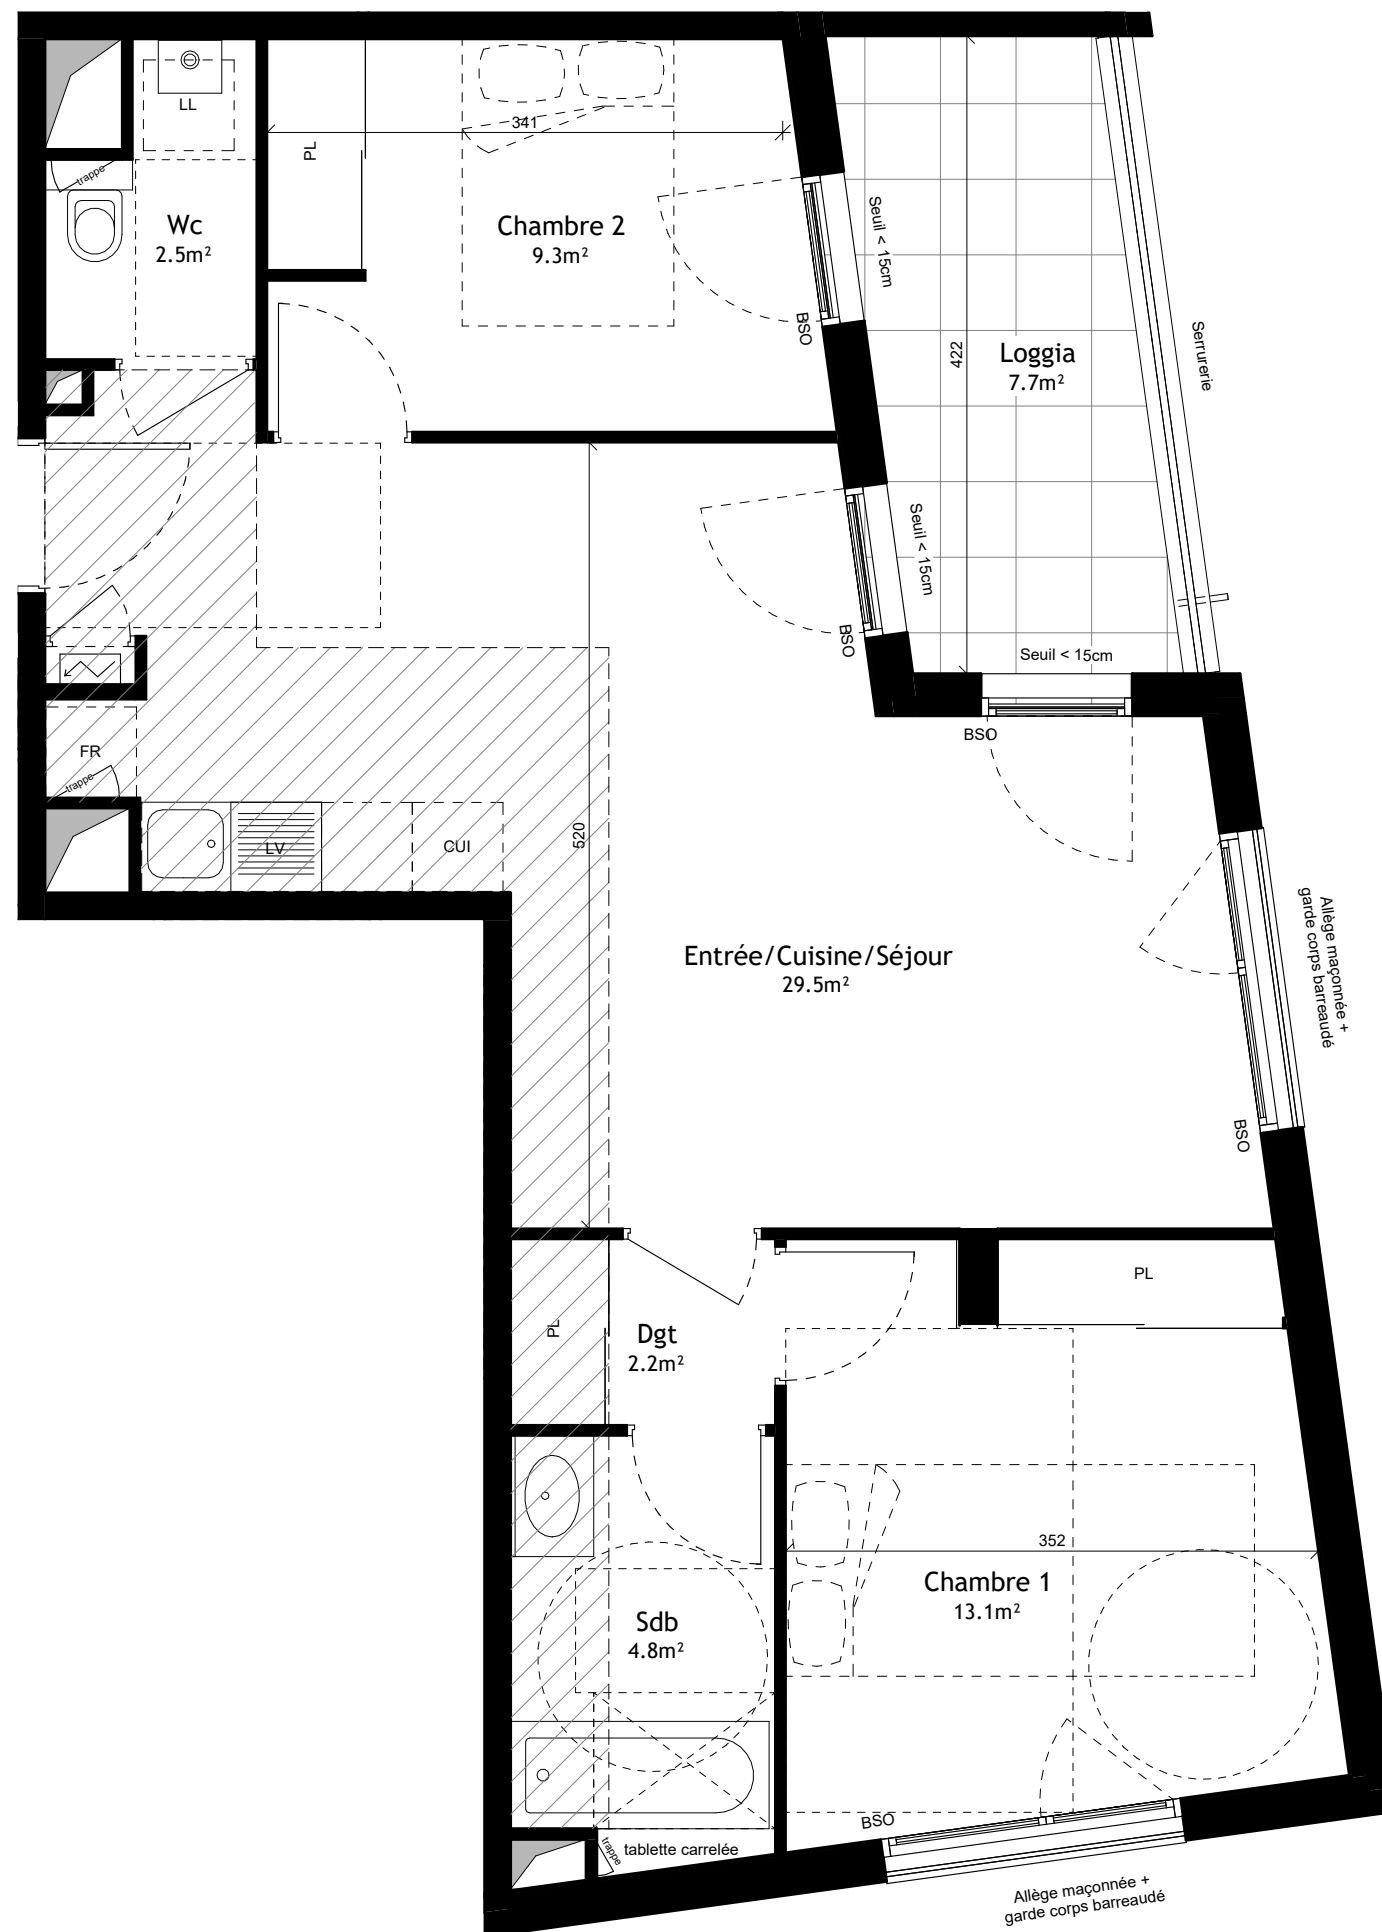 LL
trappe
Wc
2.5m²
PL
341
Chambre 2
9.3m²
Seuil < 15cm
BSO
422
Loggia
7.7m²
Serrurerie
Seuil < 15cm
BSO
Seuil < 15cm
BSO
FR
trappe
LV
CUI
520
Entrée/Cuisine/Séjour
29.5m²
Allège maçonnée +
garde corps barreaudé
BSO
PL
Dgt
2.2m²
PL
352
Chambre 1
13.1m²
Sdb
4.8m²
BSO
trappe
tablette carrelée
Allège maçonnée +
garde corps barreaudé